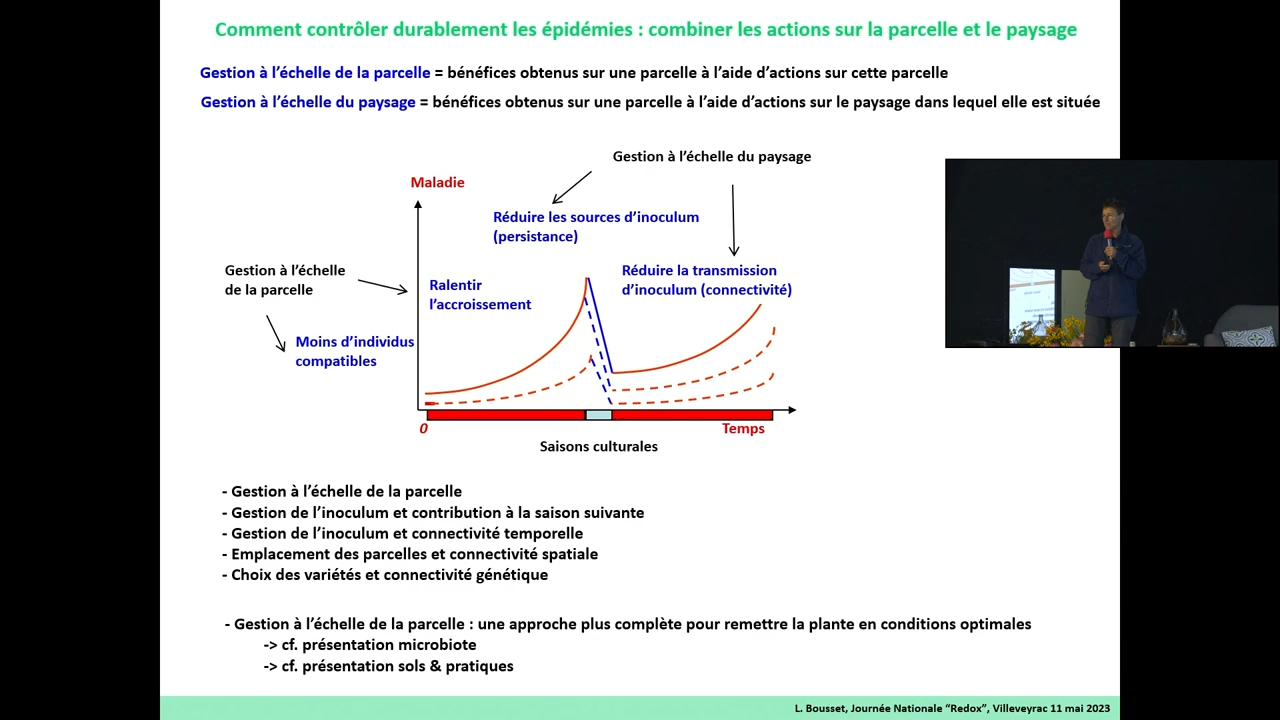 Comment contrôler durablement les épidémies : combiner les actions sur la parcelle et le paysage
Gestion à l'échelle de la parcelle = bénéfices obtenus sur une parcelle à l'aide d'actions sur cette parcelle
Gestion à l'échelle du paysage = bénéfices obtenus sur une parcelle à l'aide d'actions sur le paysage dans lequel elle est située
Gestion à l'échelle du paysage
Maladie
Réduire les sources d'inoculum
(persistance)
Gestion à l'échelle
de la parcelle
Ralentir
l'accroissement
Réduire la transmission
d'inoculum (connectivité)
Moins d'individus
compatibles
0
Temps
Saisons culturales
- Gestion à l'échelle de la parcelle
- Gestion de l'inoculum et contribution à la saison suivante
- Gestion de l'inoculum et connectivité temporelle
- Emplacement des parcelles et connectivité spatiale
- Choix des variétés et connectivité génétique
- Gestion à l'échelle de la parcelle : une approche plus complète pour remettre la plante en conditions optimales
-> cf. présentation microbiote
-> cf. présentation sols & pratiques
L. Bousset, Journée Nationale "Redox", Villeveyrac 11 mai 2023